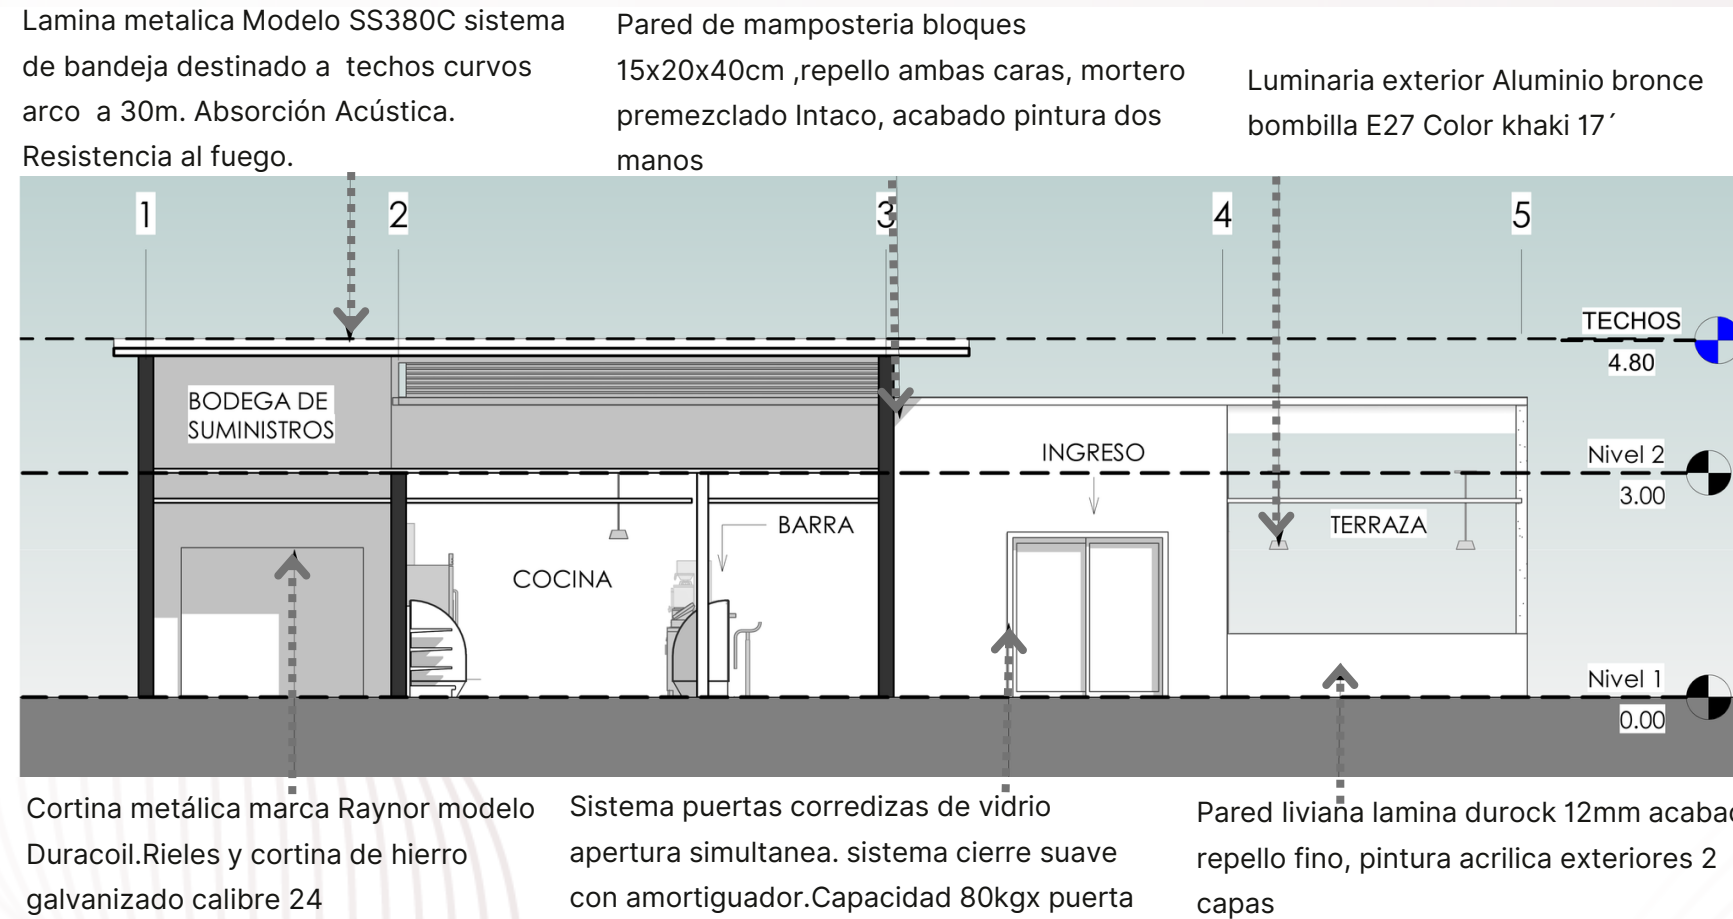 Lamina metalica Modelo SS380C sistema
de bandeja destinado a  techos curvos
arco  a 30m. Absorción Acústica.
Resistencia al fuego.
Pared de mamposteria bloques
15x20x40cm ,repello ambas caras, mortero
premezclado Intaco, acabado pintura dos
manos
Luminaria exterior Aluminio bronce
bombilla E27 Color khaki 17´
1
2
3
4
5
TECHOS
4.80
BODEGA DE
SUMINISTROS
INGRESO
Nivel 2
3.00
BARRA
TERRAZA
COCINA
Nivel 1
0.00
Cortina metálica marca Raynor modelo
Duracoil.Rieles y cortina de hierro
galvanizado calibre 24
Sistema puertas corredizas de vidrio
apertura simultanea. sistema cierre suave
con amortiguador.Capacidad 80kgx puerta
Pared liviana lamina durock 12mm acabad
repello fino, pintura acrilica exteriores 2
capas